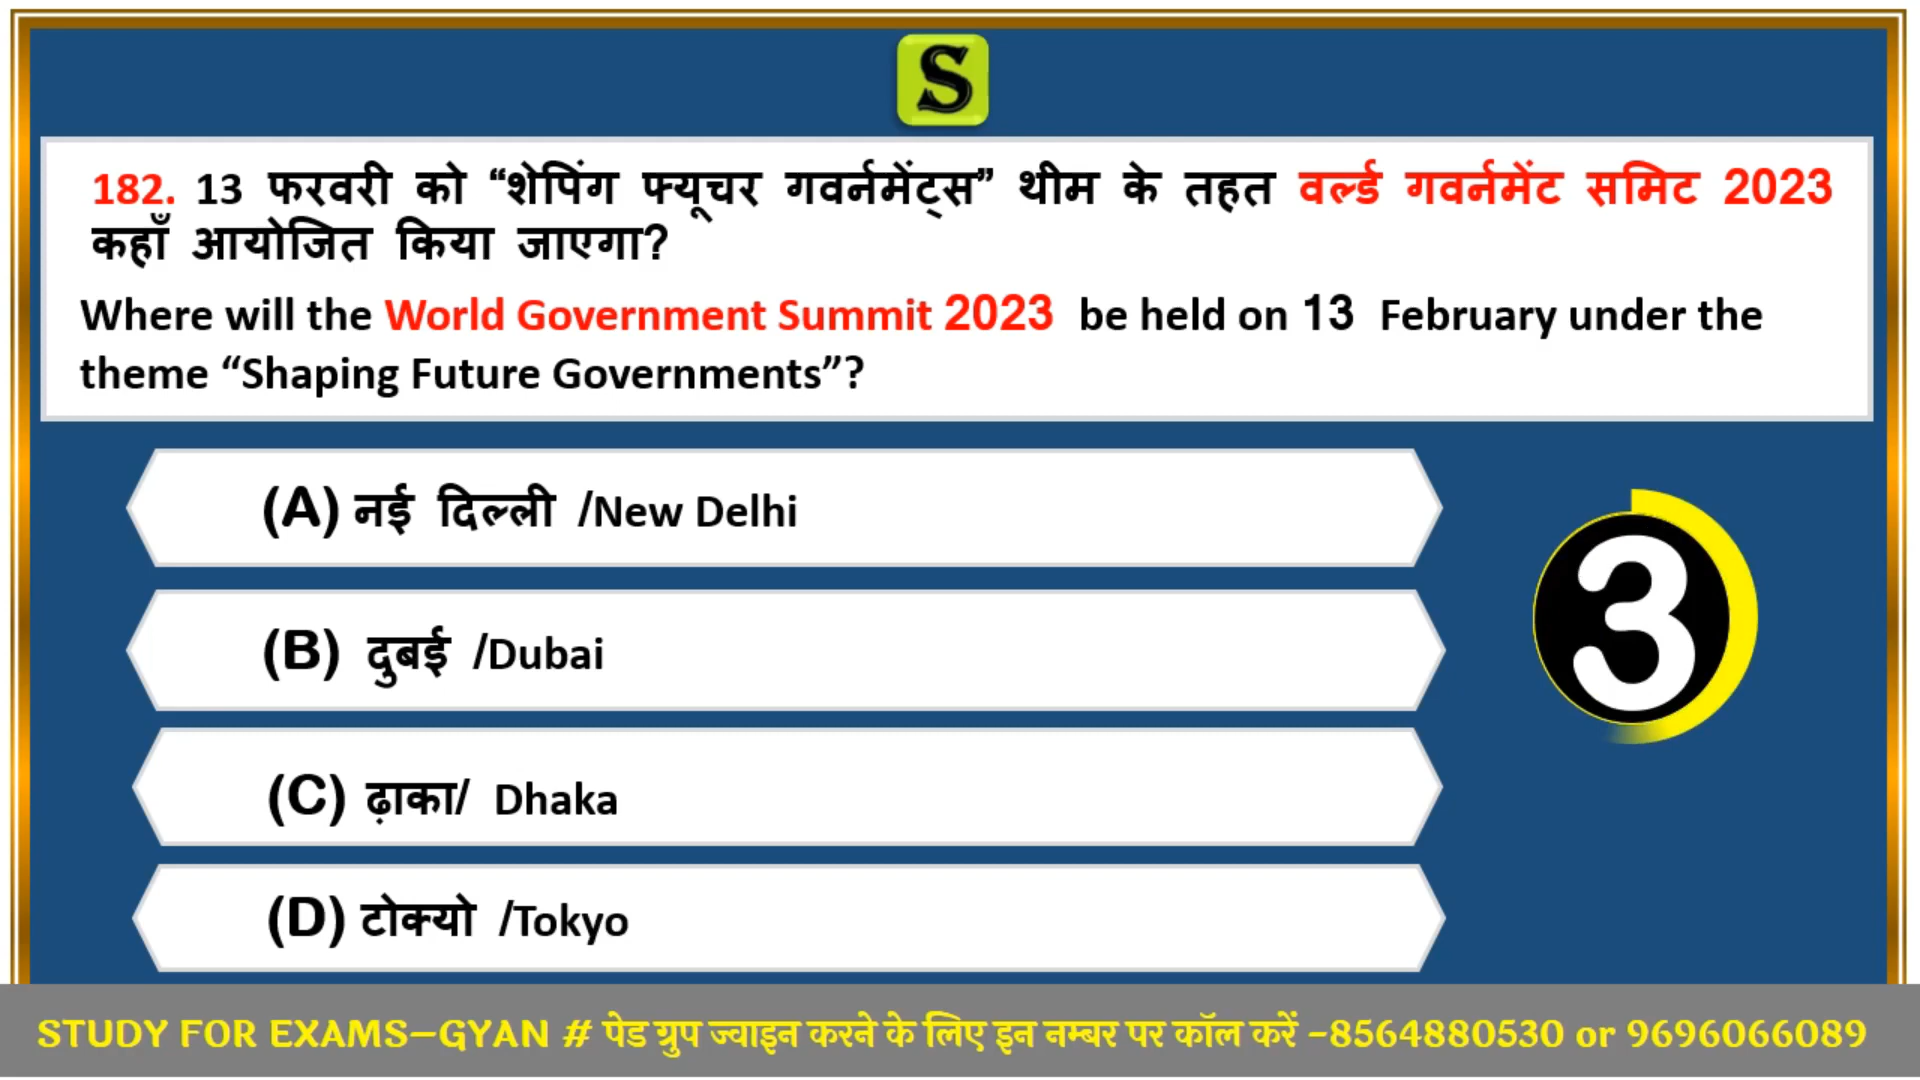 S
182. 13 फरवरी को “शेपिंग फ्यूचर गवर्नमेंट्स” थीम के तहत वर्ल्ड गवर्नमेंट समिट 2023
कहाँ आयोजित किया जाएगा?
Where will the World Government Summit 2023 be held on 13 February under the
theme “Shaping Future Governments”?
(A) नई दिल्ली /New Delhi
(B) दुबई /Dubai
3
(C) ढ़ाका/ Dhaka
(D) टोक्यो /Tokyo
STUDY FOR EXAMS–GYAN # पेड ग्रुप ज्वाइन करने के लिए इन नम्बर पर कॉल करें –8564880530 or 9696066089